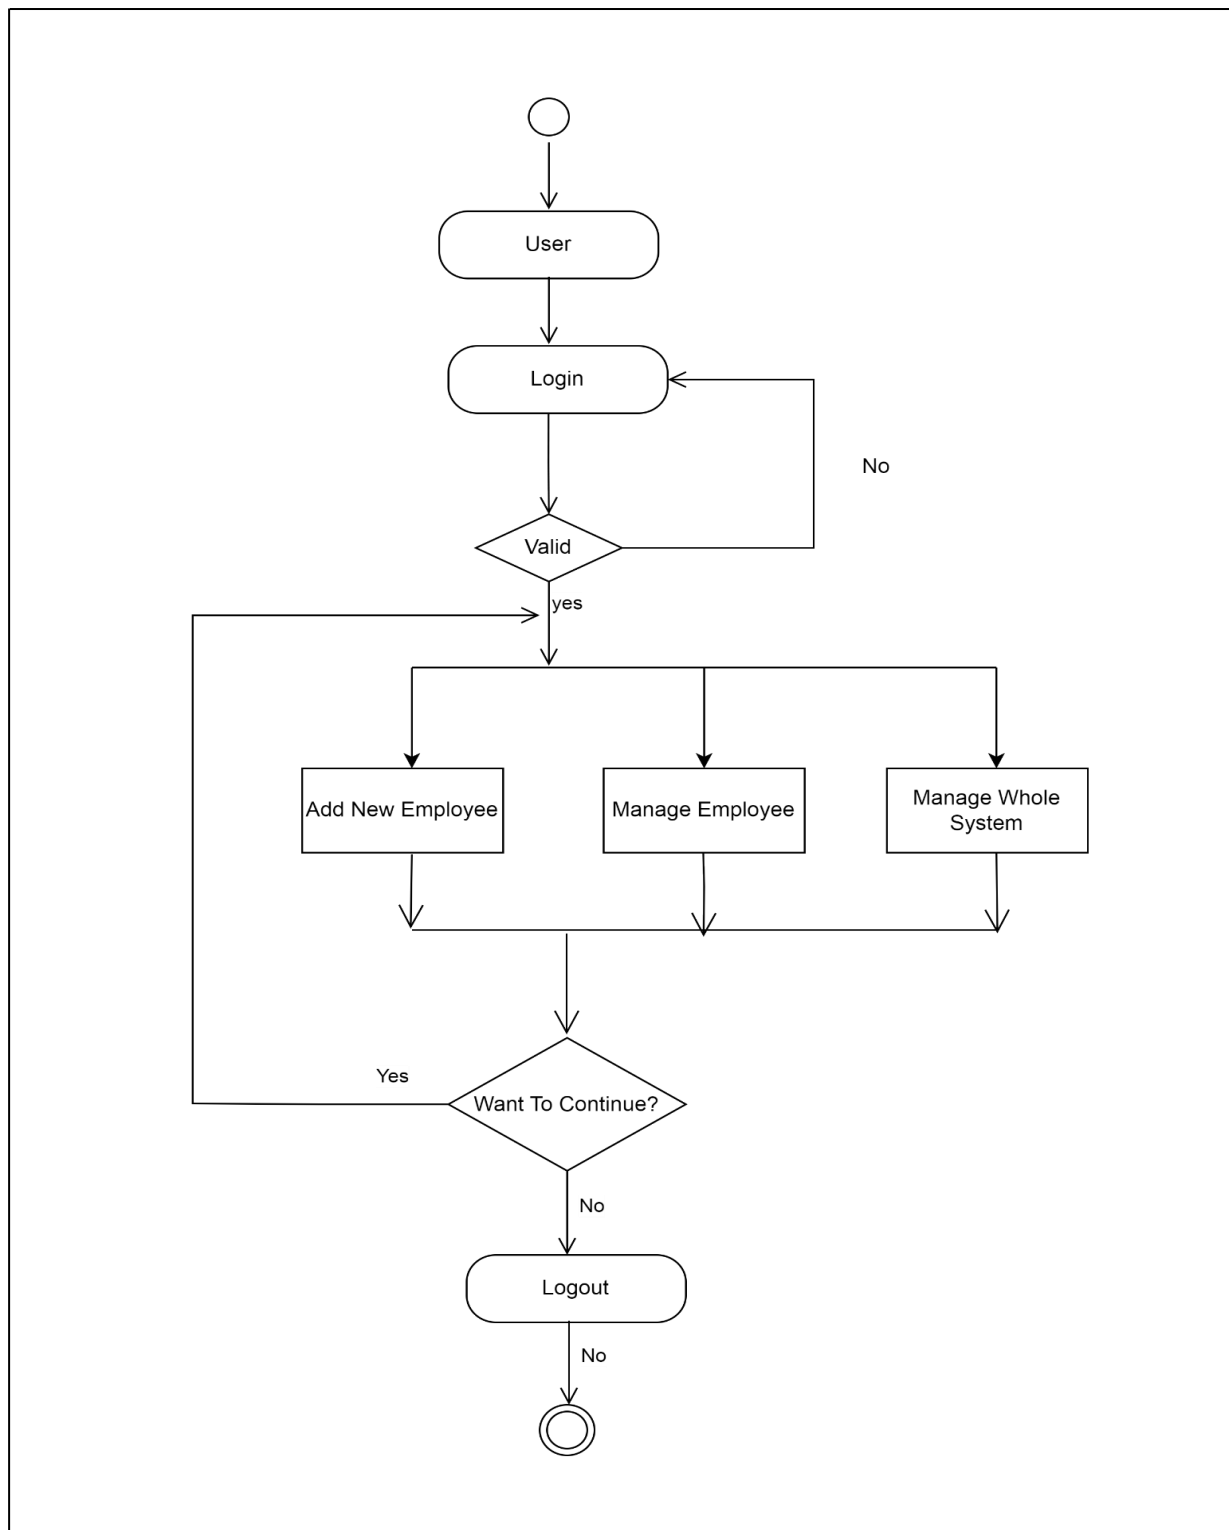 User
Login
No
Valid
yes
Add New Employee
Manage Employee
Manage Whole
System
Yes
Want To Continue?
No
Logout
No